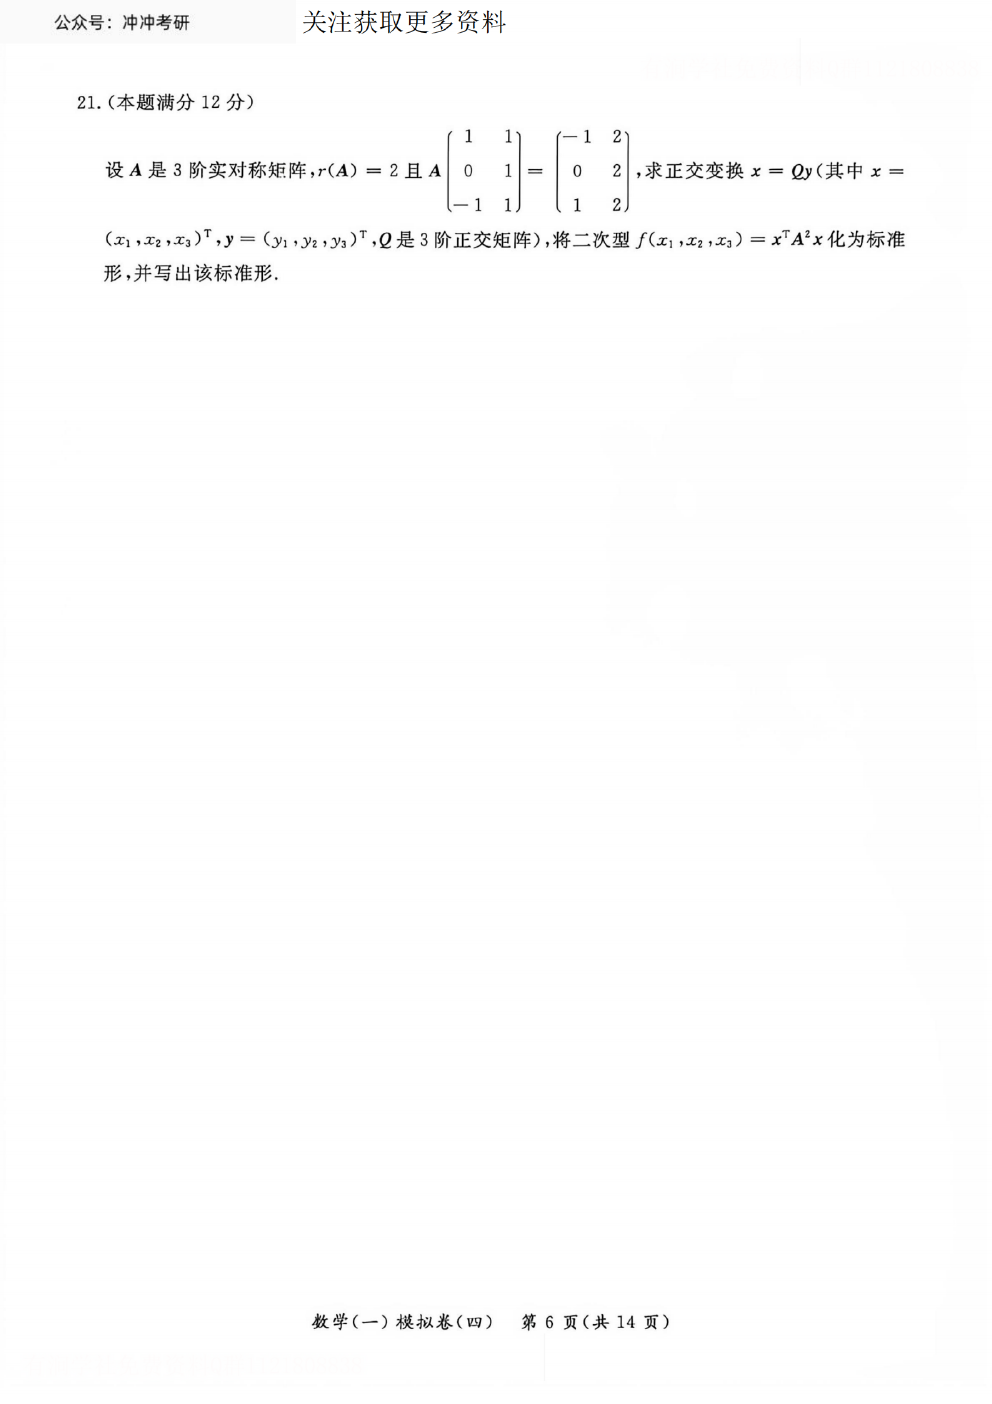 公众号：冲冲考研 关注获取更多资料
21.(本题满分 12 分)
设 A 是 3 阶实对称矩阵,r(A) = 2 且 A
( 1 1
0 1
-1 1 )
=
( -1 2
0 2
1 2 )
,求正交变换 x = Qy(其中 x =
(x₁,x₂,x₃)ᵀ,y = (y₁,y₂,y₃)ᵀ,Q 是 3 阶正交矩阵),将二次型 f(x₁,x₂,x₃) = xᵀA²x 化为标准
形,并写出该标准形.
数学(一)模拟卷(四) 第 6 页(共 14 页)